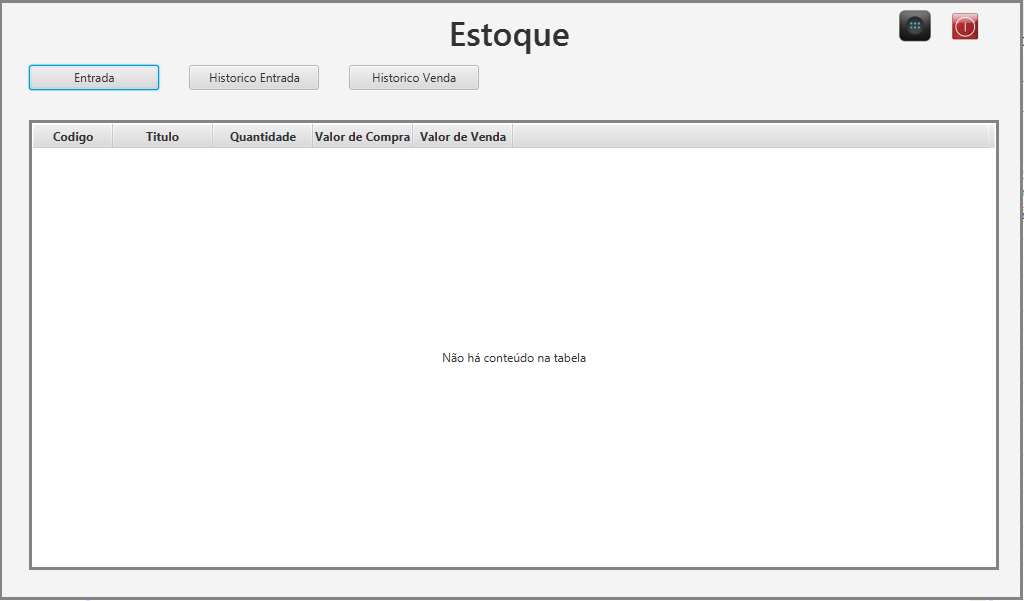 Estoque
Entrada Historico Entrada Historico Venda
Codigo Titulo Quantidade Valor de Compra Valor de Venda
Não há conteúdo na tabela